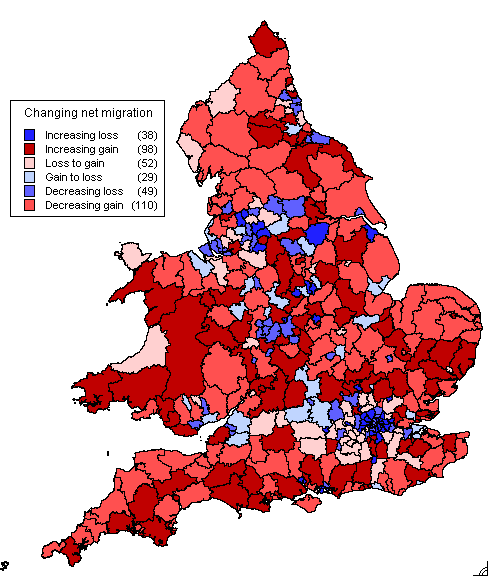 Changing net migration
Increasing loss (38)
Increasing gain (98)
Loss to gain (52)
Gain to loss (29)
Decreasing loss (49)
Decreasing gain (110)